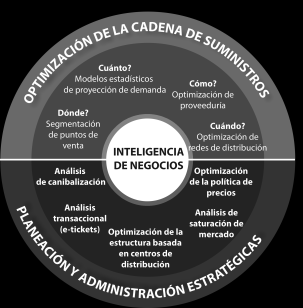 OPTIMIZACIÓN DE LA CADENA DE SUMINISTROS
Cuánto?
Modelos estadísticos
de proyección de demanda
Cómo?
Optimización de
proveeduría
Dónde?
Segmentación
de puntos de
venta
Cuándo?
Optimización de
redes de distribución
INTELIGENCIA
DE NEGOCIOS
Análisis
de canibalización
Optimización
de la política de
precios
Análisis
transaccional
(e-tickets)
Análisis de
saturación de
mercado
Optimización de la
estructura basada
en centros de
distribución
PLANEACIÓN Y ADMINISTRACIÓN ESTRATÉGICAS